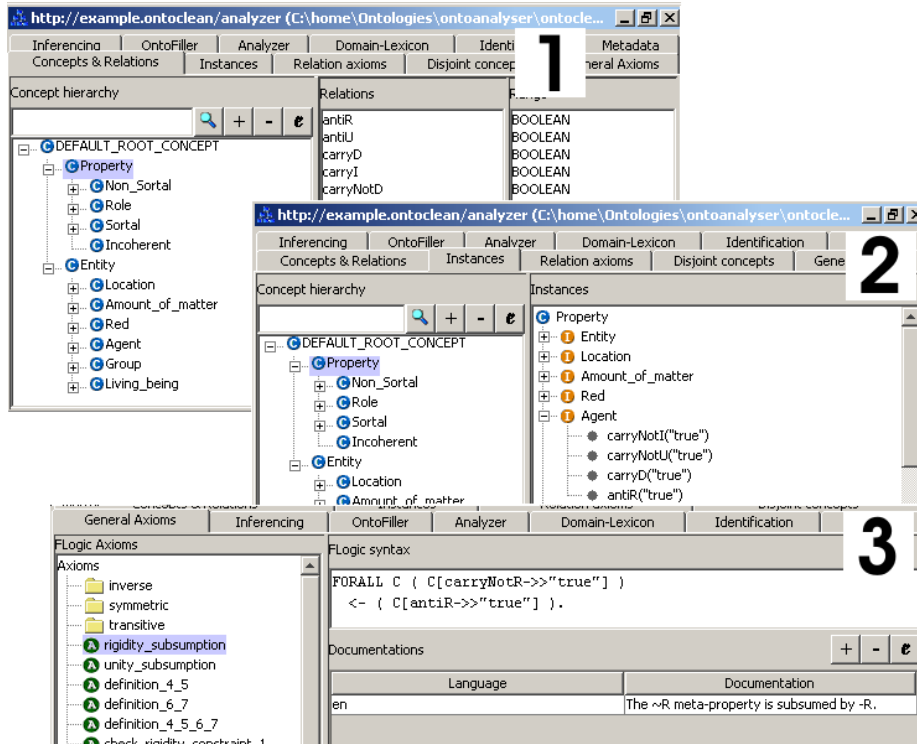 http://example.ontoclean/analyzer (C:\home\Ontologies\ontoanalyser\ontocle...
1
Inferencing OntoFiller Analyzer Domain-Lexicon Metadata
Concepts & Relations Instances Relation axioms Disjoint Axioms
Concept hierarchy Relations
antiR BOOLEAN
DEFAULT_ROOT_CONCEPT antiU BOOLEAN
Property carryD BOOLEAN
Non_Sortal carryI BOOLEAN
Role carryNotD BOOLEAN
Sortal
Incoherent
Entity
Location
Amount_of_matter
Red
Agent
Group
Living_being
http://example.ontoclean/analyzer (C:\home\Ontologies\ontoanalyser\ontocle...
2
Inferencing OntoFiller Analyzer Domain-Lexicon Identification
Concepts & Relations Instances Relation axioms Disjoint concepts
Concept hierarchy Instances
DEFAULT_ROOT_CONCEPT
Property
Non_Sortal
Role
Sortal
Incoherent
Entity
Location
Amount_of_matter
Property
Entity
Location
Amount_of_matter
Red
Agent
carryNotI("true")
carryNotU("true")
carryD("true")
antiR("true")
3
General Axioms Inferencing OntoFiller Analyzer Domain-Lexicon Identification
FLogic Axioms FLogic syntax
Axioms
inverse
symmetric
transitive
rigidity_subsumption
unity_subsumption
definition_4_5
definition_6_7
definition_4_5_6_7
check_rigidity_constraint_1
FORALL C ( C[carryNotR->>"true"] )
<- ( C[antiR->>"true"] ).
Documentations + - e
Language Documentation
en The ~R meta-property is subsumed by -R.